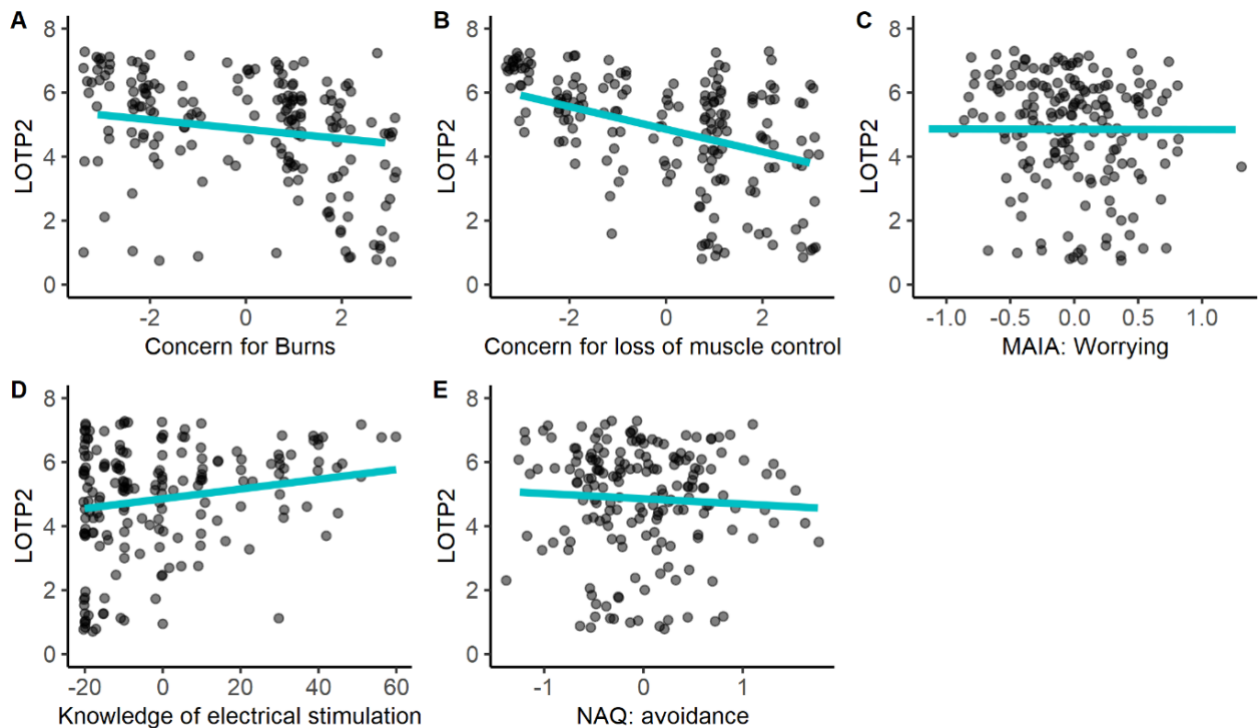 A
8
6
4
2
0
LOTP2
-2
0
2
Concern for Burns
B
8
6
4
2
0
LOTP2
-2
0
2
Concern for loss of muscle control
C
8
6
4
2
0
LOTP2
-1.0
-0.5
0.0
0.5
1.0
MAIA: Worrying
D
8
6
4
2
0
LOTP2
-20
0
20
40
60
Knowledge of electrical stimulation
E
8
6
4
2
0
LOTP2
-1
0
1
NAQ: avoidance